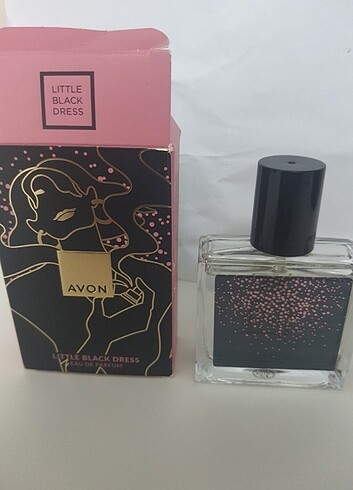 LITTLE
BLACK
DRESS
AVON
LITTLE BLACK DRESS
EAU DE PARFUM